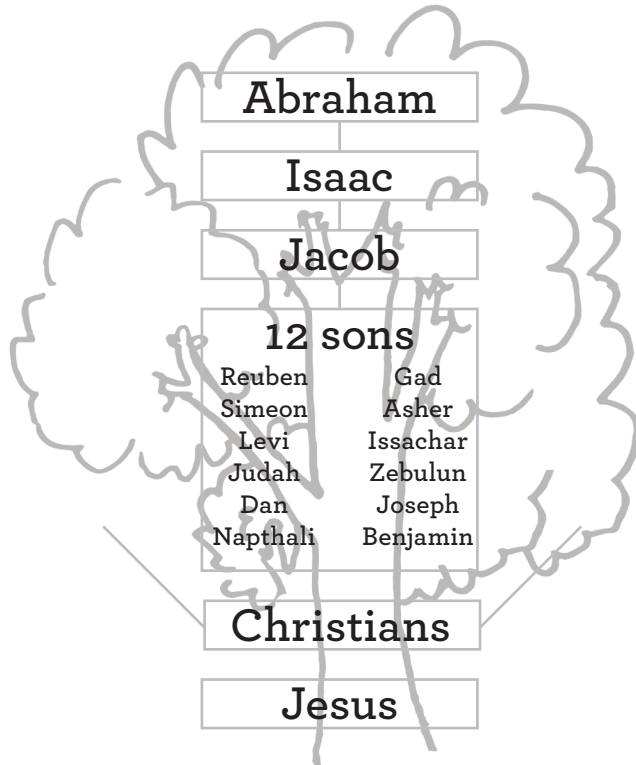 Abraham
Isaac
Jacob
12 sons
Reuben
Simeon
Levi
Judah
Dan
Napthali
Gad
Asher
Issachar
Zebulun
Joseph
Benjamin
Christians
Jesus